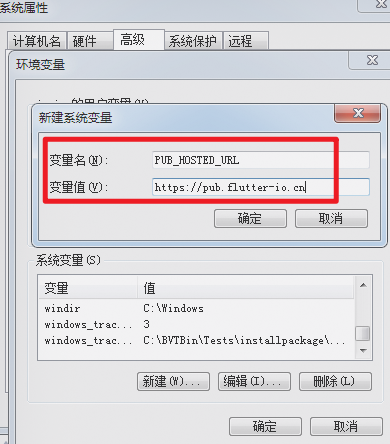 系统属性
计算机名 硬件 高级 系统保护 远程
环境变量
的用户变量(U)
新建系统变量
变量名(N): PUB_HOSTED_URL
变量值(V): https://pub.flutter-io.cn
确定 取消
系统变量(S)
变量 值
windir C:\Windows
windows_trac... 3
windows_trac... C:\BVTBin\Tests\installpackage\...
新建(W)... 编辑(I)... 删除(L)
确定 取消